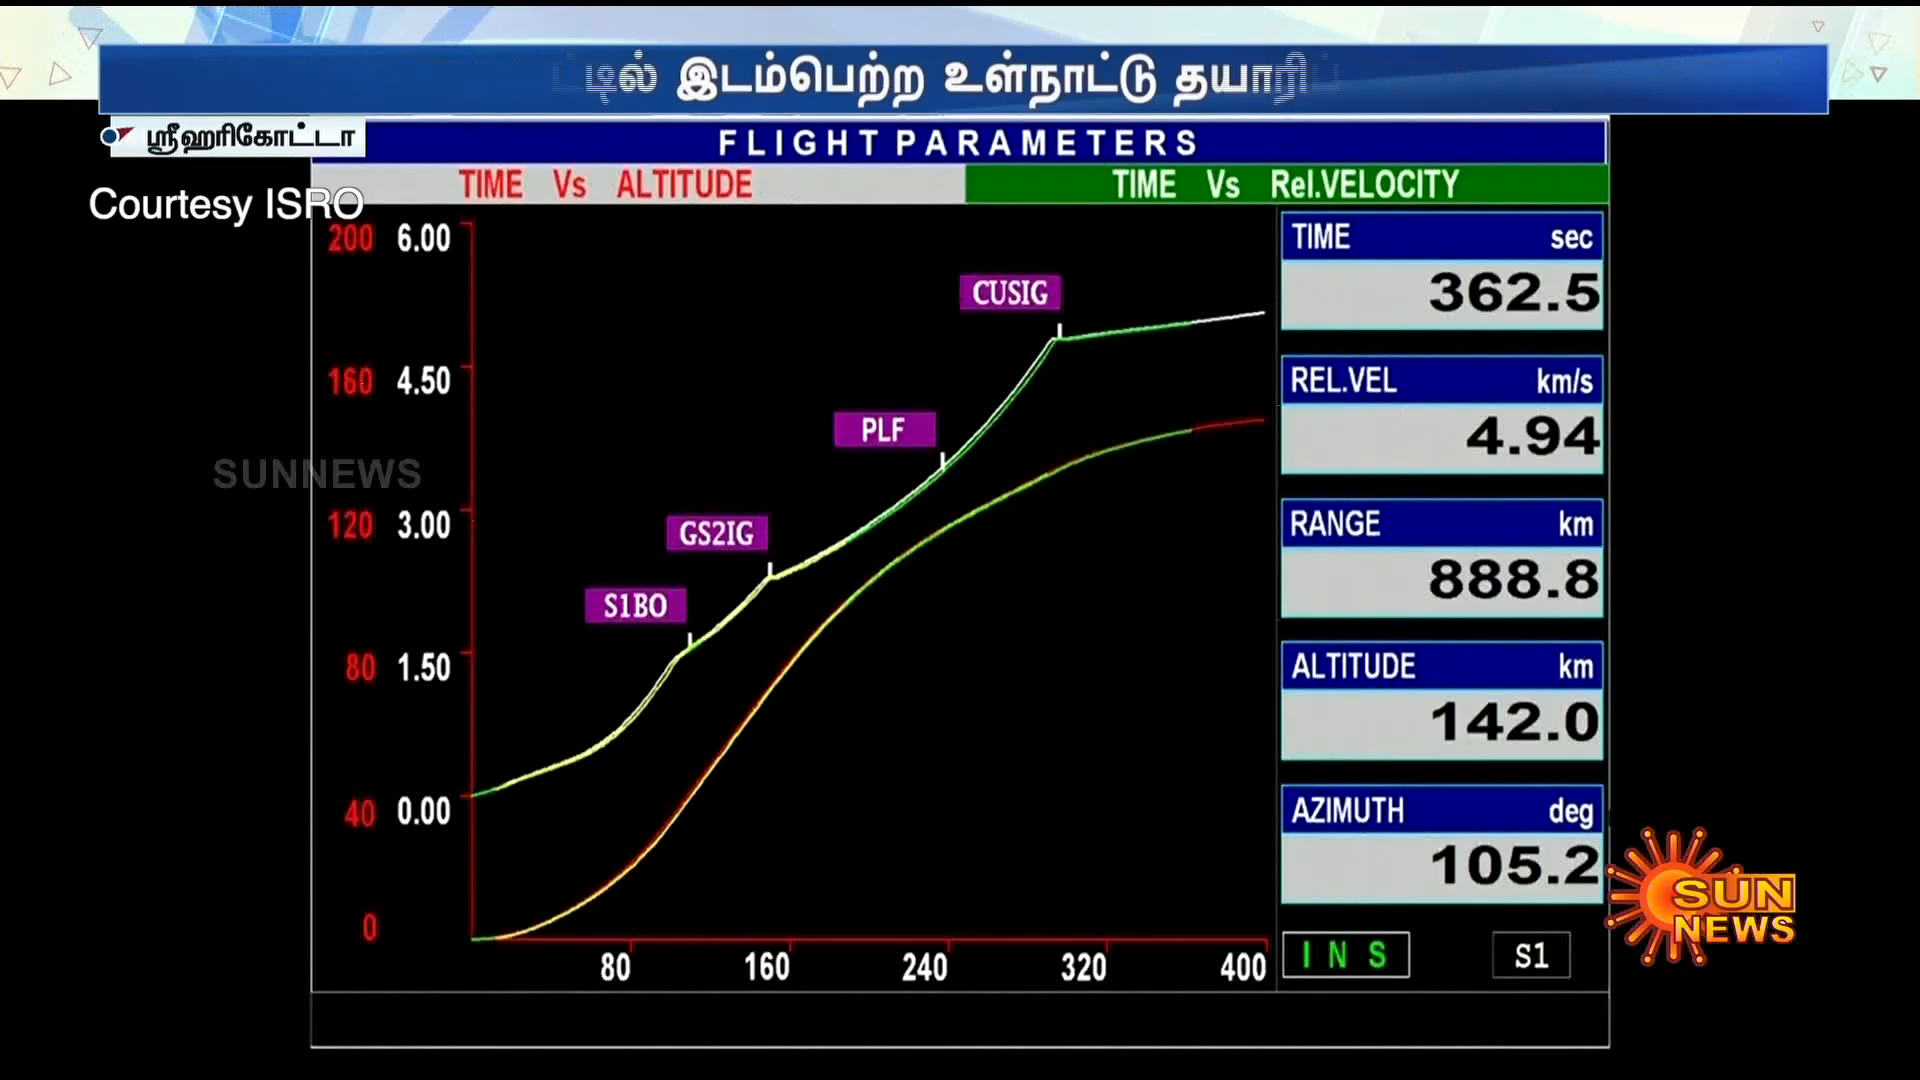 இடம்பெற்ற உள்நாட்டு
ஸ்ரீஹரிகோட்டா
FLIGHT PARAMETERS
TIME Vs ALTITUDE
TIME Vs Rel.VELOCITY
Courtesy ISRO
200 6.00
160 4.50
120 3.00
80 1.50
40 0.00
0
80 160 240 320 400
CUSIG
PLF
GS2IG
S1BO
SUNNEWS
TIME sec
362.5
REL.VEL km/s
4.94
RANGE km
888.8
ALTITUDE km
142.0
AZIMUTH deg
105.2
INS S1
SUN
NEWS